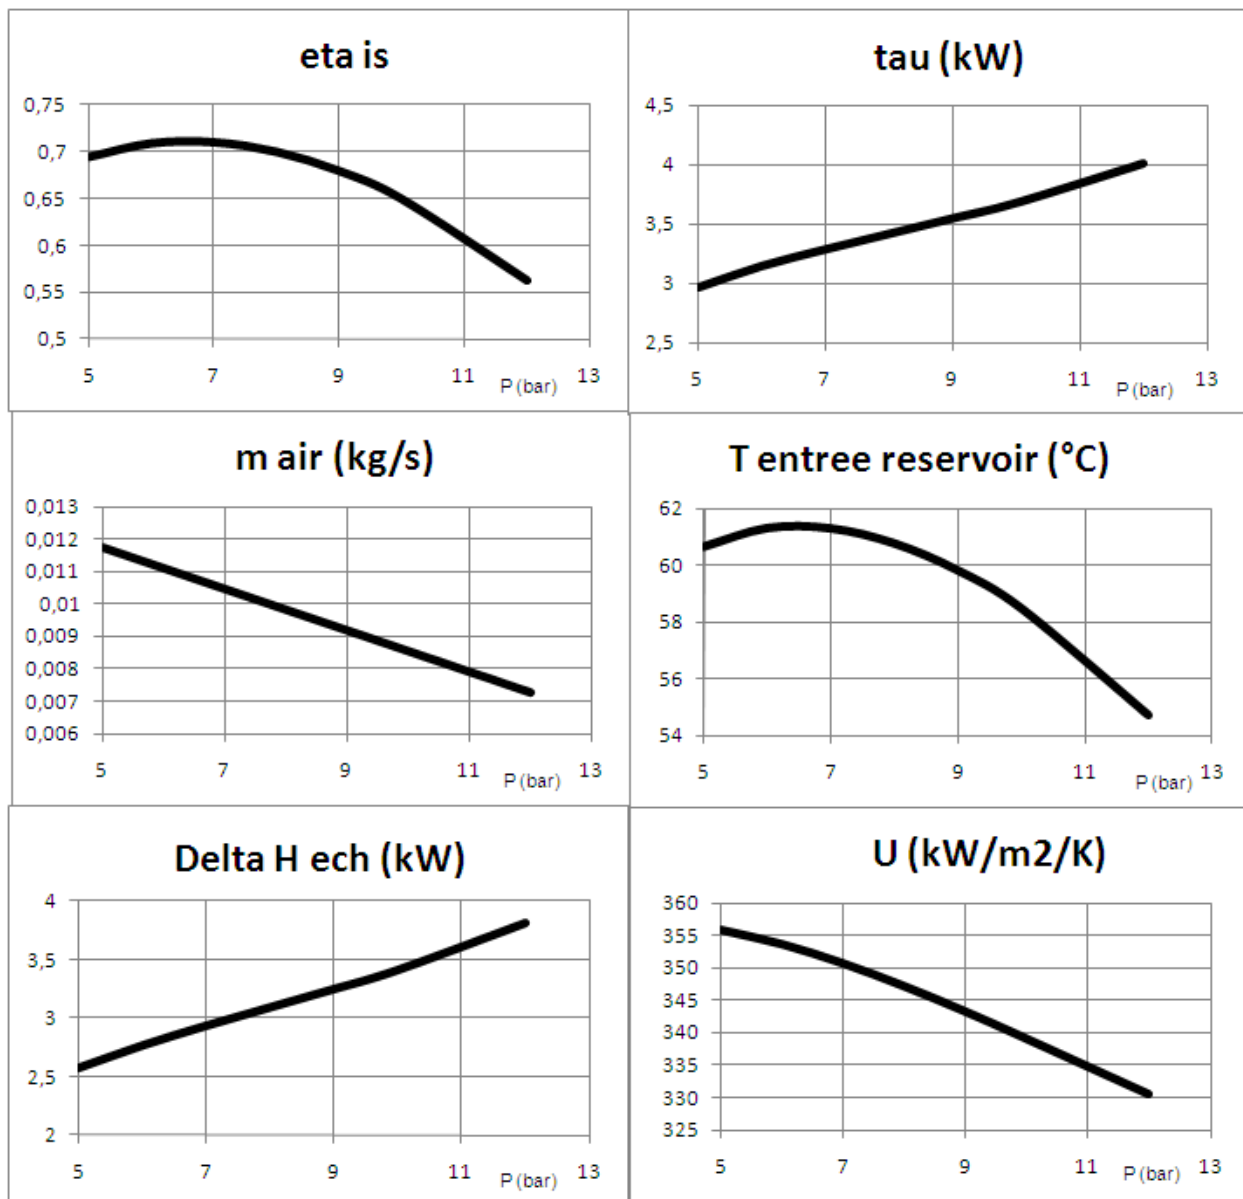 eta is
0,75
0,7
0,65
0,6
0,55
0,5
5 7 9 11 13
P (bar)
tau (kW)
4,5
4
3,5
3
2,5
5 7 9 11 13
P (bar)
m air (kg/s)
0,013
0,012
0,011
0,01
0,009
0,008
0,007
0,006
5 7 9 11 13
P (bar)
T entree reservoir (°C)
62
60
58
56
54
5 7 9 11 13
P (bar)
Delta H ech (kW)
4
3,5
3
2,5
2
5 7 9 11 13
P (bar)
U (kW/m2/K)
360
355
350
345
340
335
330
325
5 7 9 11 13
P (bar)